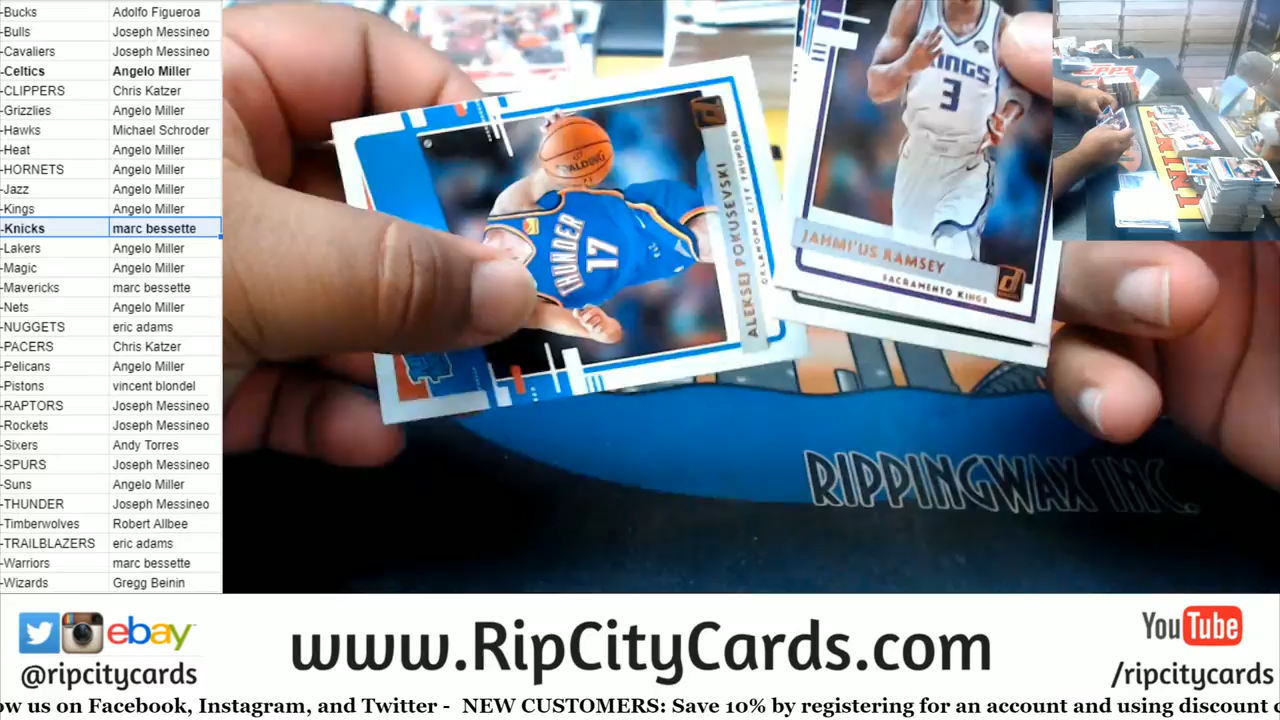 -Bucks Adolfo Figueroa
-Bulls Joseph Messineo
-Cavaliers Joseph Messineo
-Celtics Angelo Miller
-CLIPPERS Chris Katzer
-Grizzlies Angelo Miller
-Hawks Michael Schroder
-Heat Angelo Miller
-HORNETS Angelo Miller
-Jazz Angelo Miller
-Kings Angelo Miller
-Knicks marc bessette
-Lakers Angelo Miller
-Magic Angelo Miller
-Mavericks marc bessette
-Nets Angelo Miller
-NUGGETS eric adams
-PACERS Chris Katzer
-Pelicans Angelo Miller
-Pistons vincent blondel
-RAPTORS Joseph Messineo
-Rockets Joseph Messineo
-Sixers Andy Torres
-SPURS Joseph Messineo
-Suns Angelo Miller
-THUNDER Joseph Messineo
-Timberwolves Robert Allbee
-TRAILBLAZERS eric adams
-Warriors marc bessette
-Wizards Gregg Beinin
SPALDING
THUNDER
17
ALEKSEJ POKUSEVSKI
OKLAHOMA CITY THUNDER
KINGS
3
JAHMI'US RAMSEY
SACRAMENTO KINGS
RIPPINGWAX INC.
ebay
@ripcitycards
www.RipCityCards.com
YouTube
/ripcitycards
ow us on Facebook, Instagram, and Twitter - NEW CUSTOMERS: Save 10% by registering for an account and using discount